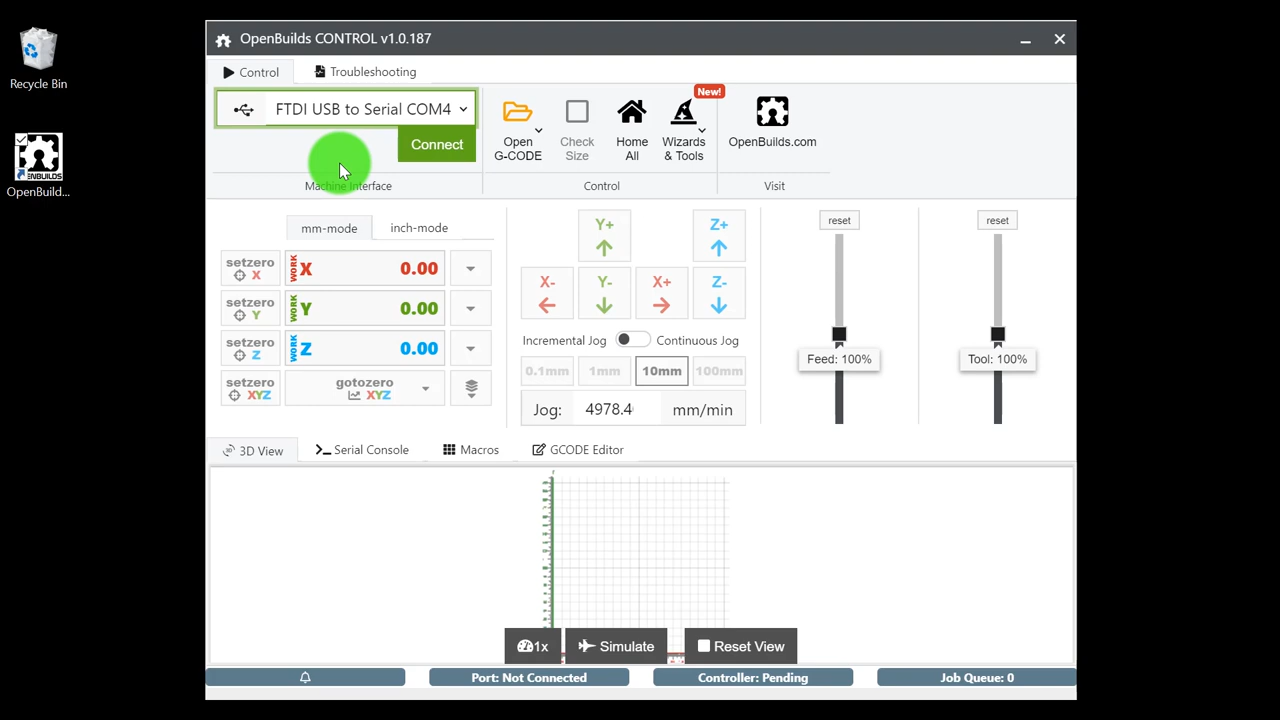 Recycle Bin
OpenBuild...
OpenBuilds CONTROL v1.0.187
Control
Troubleshooting
FTDI USB to Serial COM4
Connect
Machine Interface
Open
G-CODE
Check
Size
Home
All
New!
Wizards
& Tools
Control
OpenBuilds.com
Visit
mm-mode
inch-mode
setzero
X
WORK
X
0.00
setzero
Y
WORK
Y
0.00
setzero
Z
WORK
Z
0.00
setzero
XYZ
gotozero
XYZ
Y+
Z+
X-
Y-
X+
Z-
Incremental Jog
Continuous Jog
0.1mm
1mm
10mm
100mm
Jog:
4978.4
mm/min
reset
Feed: 100%
reset
Tool: 100%
3D View
Serial Console
Macros
GCODE Editor
1x
Simulate
Reset View
Port: Not Connected
Controller: Pending
Job Queue: 0